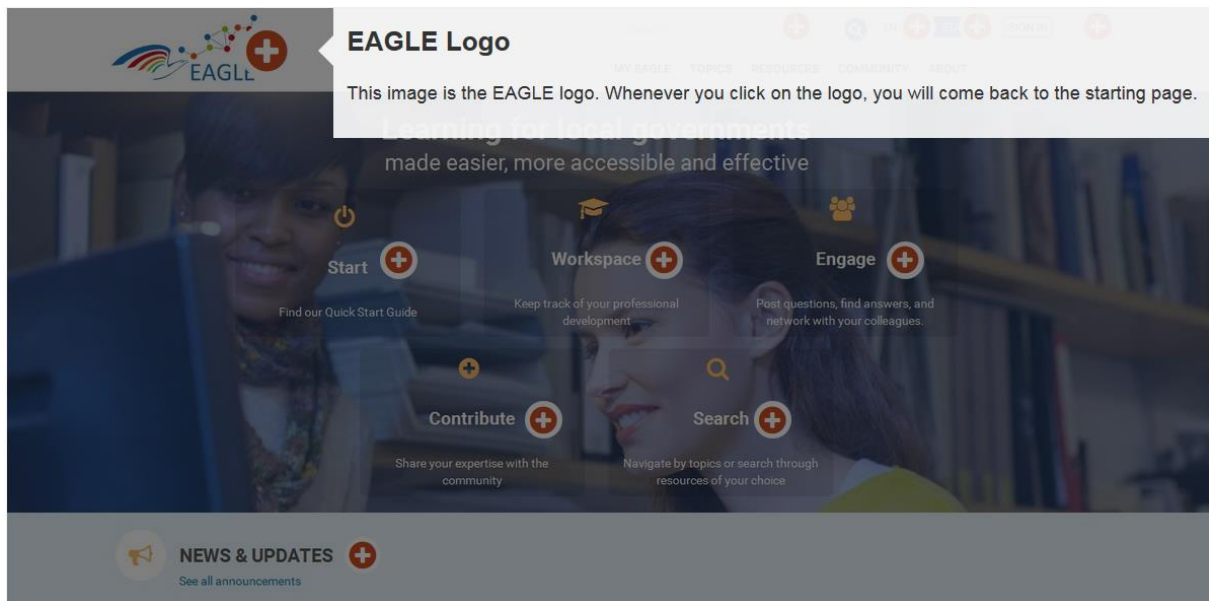 EAGLE
EAGLE Logo
This image is the EAGLE logo. Whenever you click on the logo, you will come back to the starting page.
EN
SIGN IN
MY EAGLE TOPICS RESOURCES COMMUNITY ABOUT
Learning for local governments
made easier, more accessible and effective
Start
Workspace
Engage
Find our Quick Start Guide
Keep track of your professional
development
Post questions, find answers, and
network with your colleagues.
Contribute
Search
Share your expertise with the
community
Navigate by topics or search through
resources of your choice
NEWS & UPDATES
See all announcements